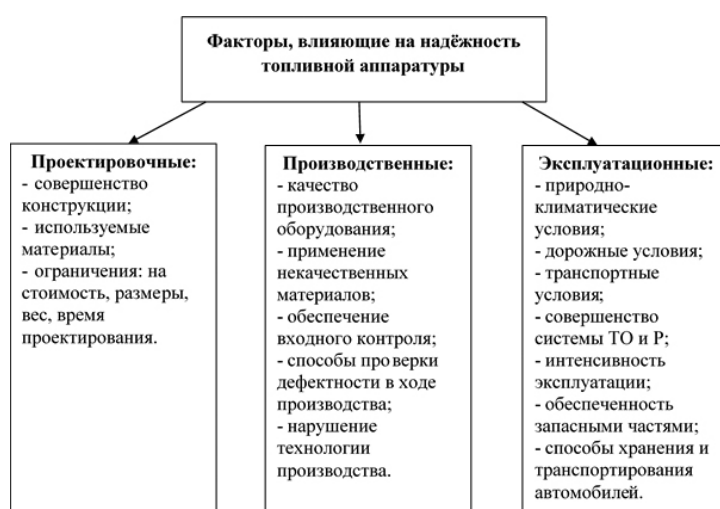 Факторы, влияющие на надёжность
топливной аппаратуры
Проектировочные:
- совершенство
конструкции;
- используемые
материалы;
- ограничения: на
стоимость, размеры,
вес, время
проектирования.
Производственные:
- качество
производственного
оборудования;
- применение
некачественных
материалов;
- обеспечение
входного контроля;
- способы проверки
дефектности в ходе
производства;
- нарушение
технологии
производства.
Эксплуатационные:
- природно-
климатические
условия;
- дорожные условия;
- транспортные
условия;
- совершенство
системы ТО и Р;
- интенсивность
эксплуатации;
- обеспеченность
запасными частями;
- способы хранения и
транспортирования
автомобилей.